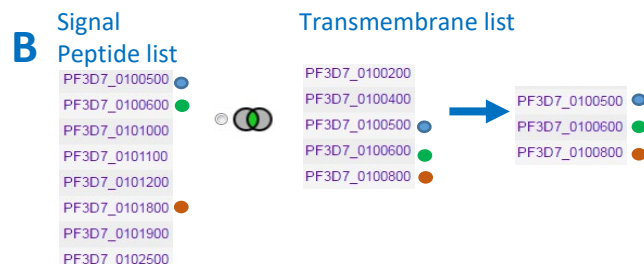 B
Signal
Peptide list
PF3D7_0100500
PF3D7_0100600
PF3D7_0101000
PF3D7_0101100
PF3D7_0101200
PF3D7_0101800
PF3D7_0101900
PF3D7_0102500
Transmembrane list
PF3D7_0100200
PF3D7_0100400
PF3D7_0100500
PF3D7_0100600
PF3D7_0100800
PF3D7_0100500
PF3D7_0100600
PF3D7_0100800